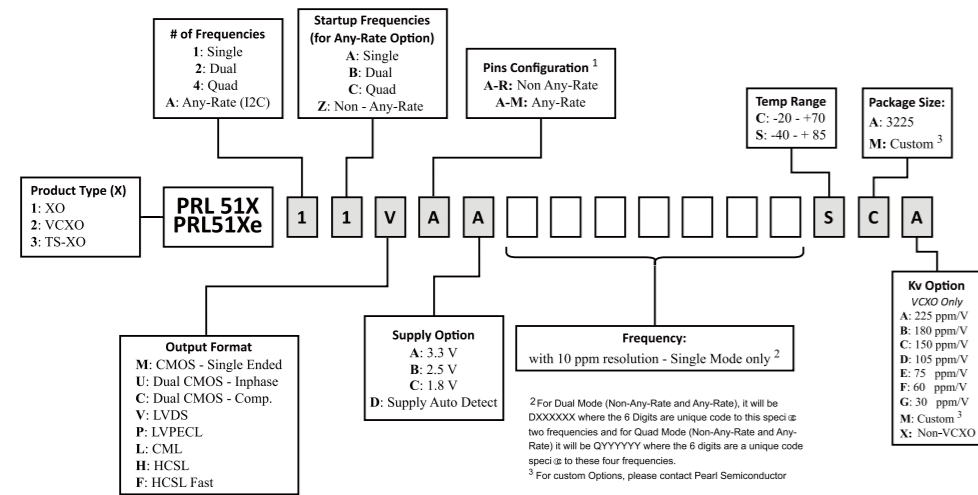 # of Frequencies
1: Single
2: Dual
4: Quad
A: Any-Rate (I2C)
Startup Frequencies
(for Any-Rate Option)
A: Single
B: Dual
C: Quad
Z: Non - Any-Rate
Pins Configuration 1
A-R: Non Any-Rate
A-M: Any-Rate
Temp Range
C: -20 - +70
S: -40 - + 85
Package Size:
A: 3225
M: Custom 3
Product Type (X)
1: XO
2: VCXO
3: TS-XO
PRL 51X
PRL51Xe
1 1 V A A S C A
Output Format
M: CMOS - Single Ended
U: Dual CMOS - Inphase
C: Dual CMOS - Comp.
V: LVDS
P: LVPECL
L: CML
H: HCSL
F: HCSL Fast
Supply Option
A: 3.3 V
B: 2.5 V
C: 1.8 V
D: Supply Auto Detect
Frequency:
with 10 ppm resolution - Single Mode only 2
Kv Option
VCXO Only
A: 225 ppm/V
B: 180 ppm/V
C: 150 ppm/V
D: 105 ppm/V
E: 75 ppm/V
F: 60 ppm/V
G: 30 ppm/V
M: Custom 3
X: Non-VCXO
2 For Dual Mode (Non-Any-Rate and Any-Rate), it will be
DXXXXXX where the 6 Digits are unique code to this speci œ
two frequencies and for Quad Mode (Non-Any-Rate and Any-
Rate) it will be QYYYYYY where the 6 digits are a unique code
speci œ to these four frequencies.
3 For custom Options, please contact Pearl Semiconductor